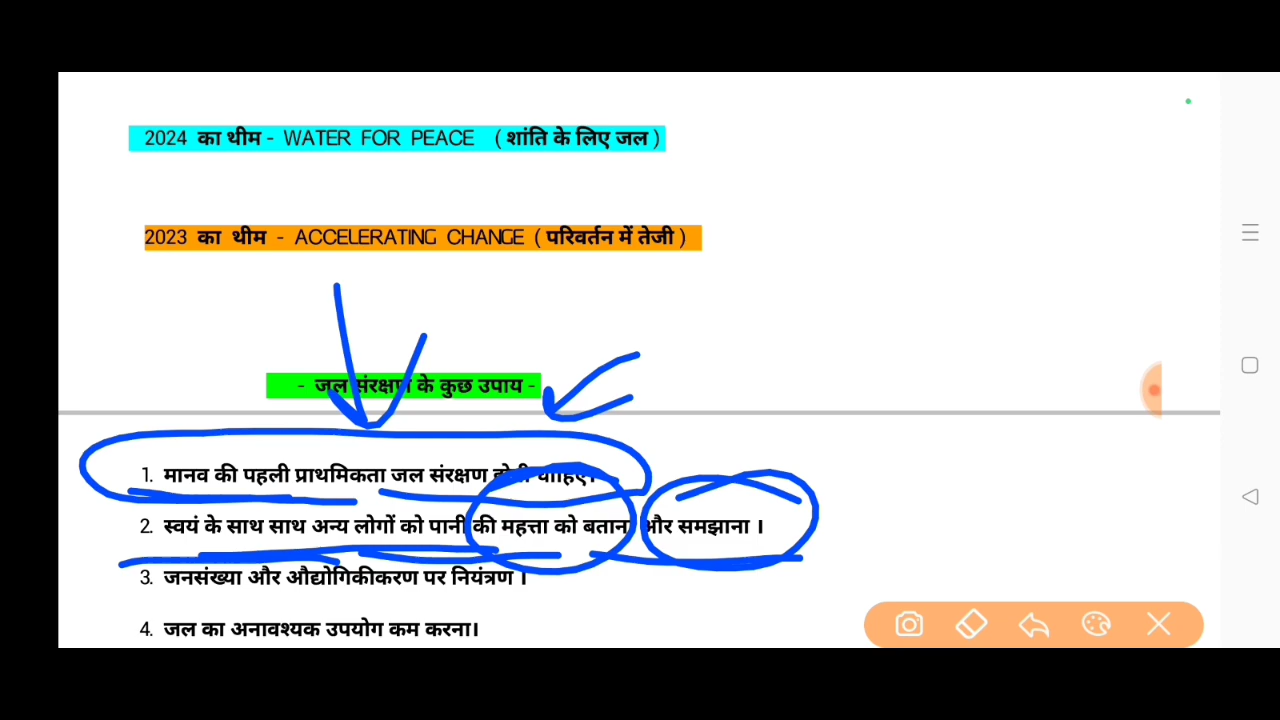 2024 का थीम - WATER FOR PEACE ( शांति के लिए जल )
2023 का थीम - ACCELERATING CHANGE ( परिवर्तन में तेजी )
- जल संरक्षण के कुछ उपाय -
1. मानव की पहली प्राथमिकता जल संरक्षण होनी चाहिए।
2. स्वयं के साथ साथ अन्य लोगों को पानी की महत्ता को बताना और समझाना ।
3. जनसंख्या और औद्योगिकीकरण पर नियंत्रण ।
4. जल का अनावश्यक उपयोग कम करना।